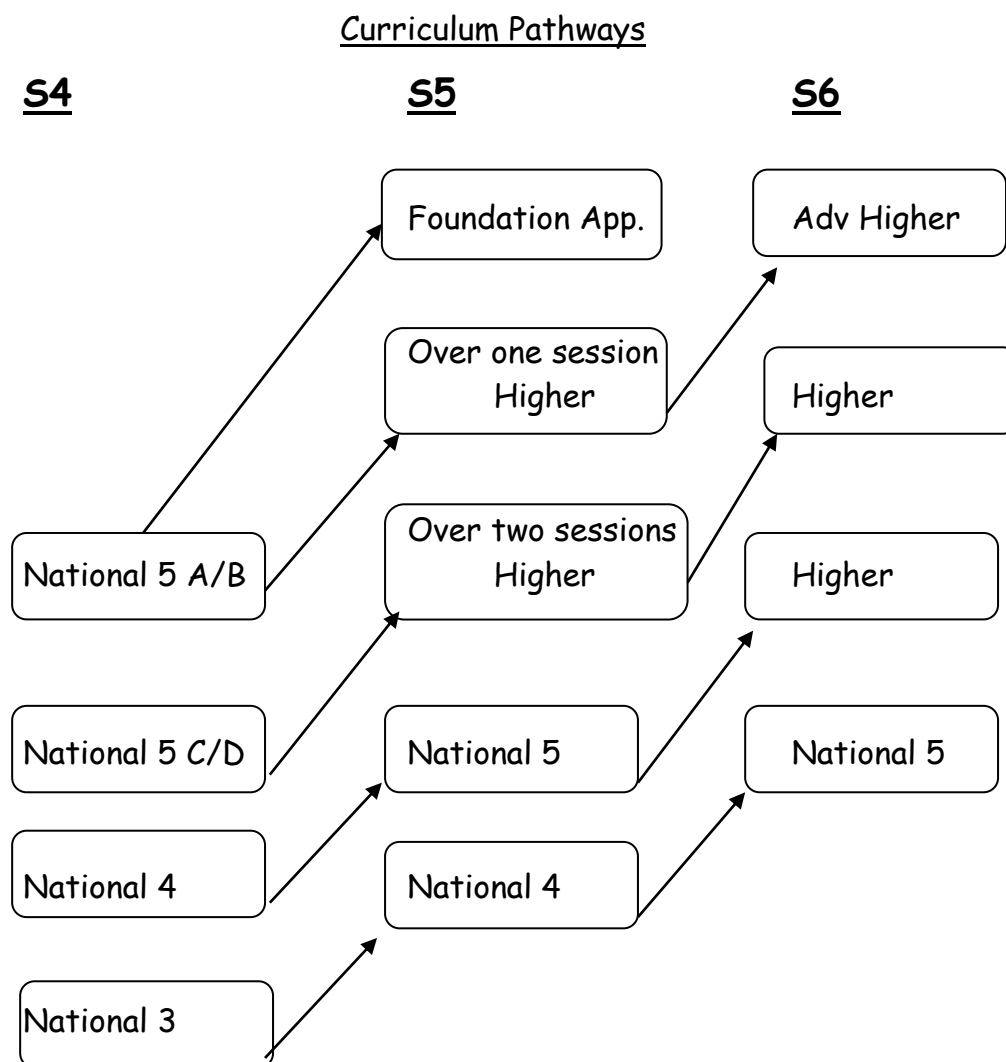 Curriculum Pathways
S4 S5 S6
Foundation App. Adv Higher
Over one session
Higher Higher
Over two sessions
National 5 A/B Higher Higher
National 5 C/D National 5 National 5
National 4 National 4
National 3